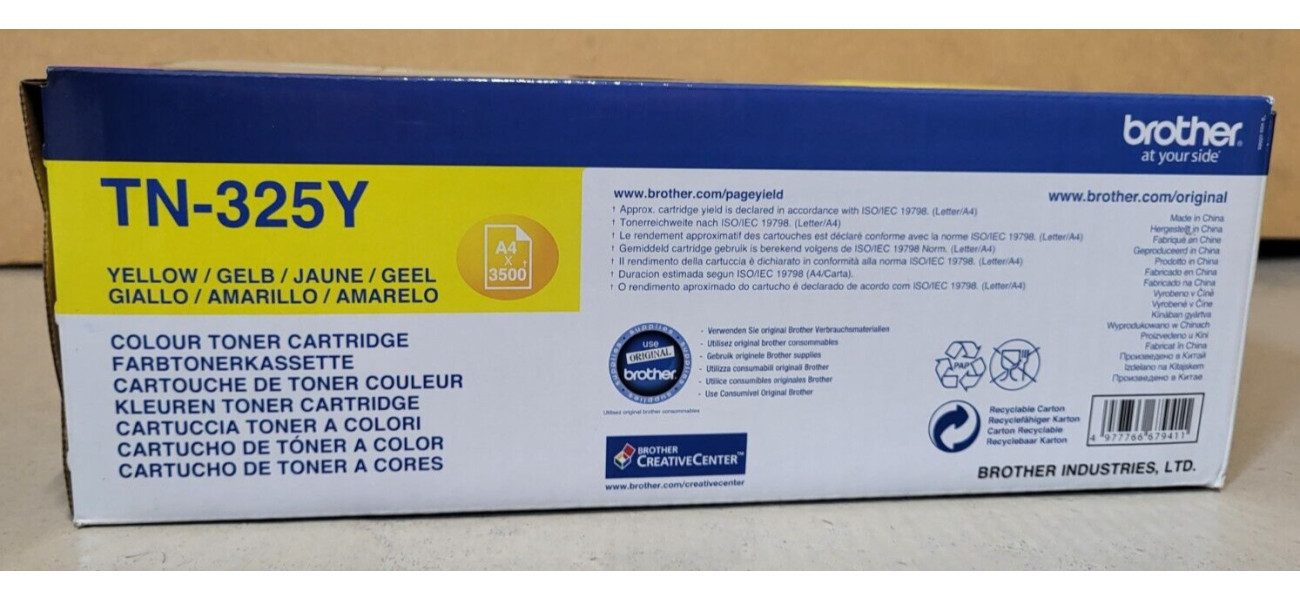 brother
at your side
TN-325Y
A4
x
3500
YELLOW / GELB / JAUNE / GEEL
GIALLO / AMARILLO / AMARELO
COLOUR TONER CARTRIDGE
FARBTONERKASSETTE
CARTOUCHE DE TONER COULEUR
KLEUREN TONER CARTRIDGE
CARTUCCIA TONER A COLORI
CARTUCHO DE TÓNER A COLOR
CARTUCHO DE TONER A CORES
www.brother.com/pageyield
↑ Approx. cartridge yield is declared in accordance with ISO/IEC 19798. (Letter/A4)
↑ Tonerreichweite nach ISO/IEC 19798. (Letter/A4)
↑ Le rendement approximatif des cartouches est déclaré conforme avec la norme ISO/IEC 19798. (Letter/A4)
↑ Gemiddeld cartridge gebruik is berekend volgens de ISO/IEC 19798 Norm. (Letter/A4)
↑ Il rendimento della cartuccia è dichiarato in conformità alla norma ISO/IEC 19798. (Letter/A4)
↑ Duracion estimada segun ISO/IEC 19798 (A4/Carta).
↑ O rendimento aproximado do cartucho é declarado de acordo com ISO/IEC 19798. (Letter/A4)
supplies
use
ORIGINAL
brother
supplies
Utilisez original brother consommables
- Verwenden Sie original Brother Verbrauchsmaterialien
- Utilisez original brother consommables
- Gebruik originele Brother supplies
- Utilizza consumabili originali Brother
- Utilice consumibles originales Brother
- Use Consumível Original Brother
BROTHER
CREATIVECENTER™
www.brother.com/creativecenter
www.brother.com/original
Made in China
Hergestellt in China
Fabriqué en Chine
Geproduceerd in China
Prodotto in China
Fabricado en China
Fabricado na China
Vyrobeno v Číně
Vyrobené v Číne
Kínában gyártva
Wyprodukowano w Chinach
Proizvedeno u Kini
Fabricat în China
Произведено в Китай
Izdelano na Kitajskem
Произведено в Китае
PAP
Recyclable Carton
Recyclefähiger Karton
Carton Recyclable
Recyclebaar Karton
4 977766 679411
BROTHER INDUSTRIES, LTD.